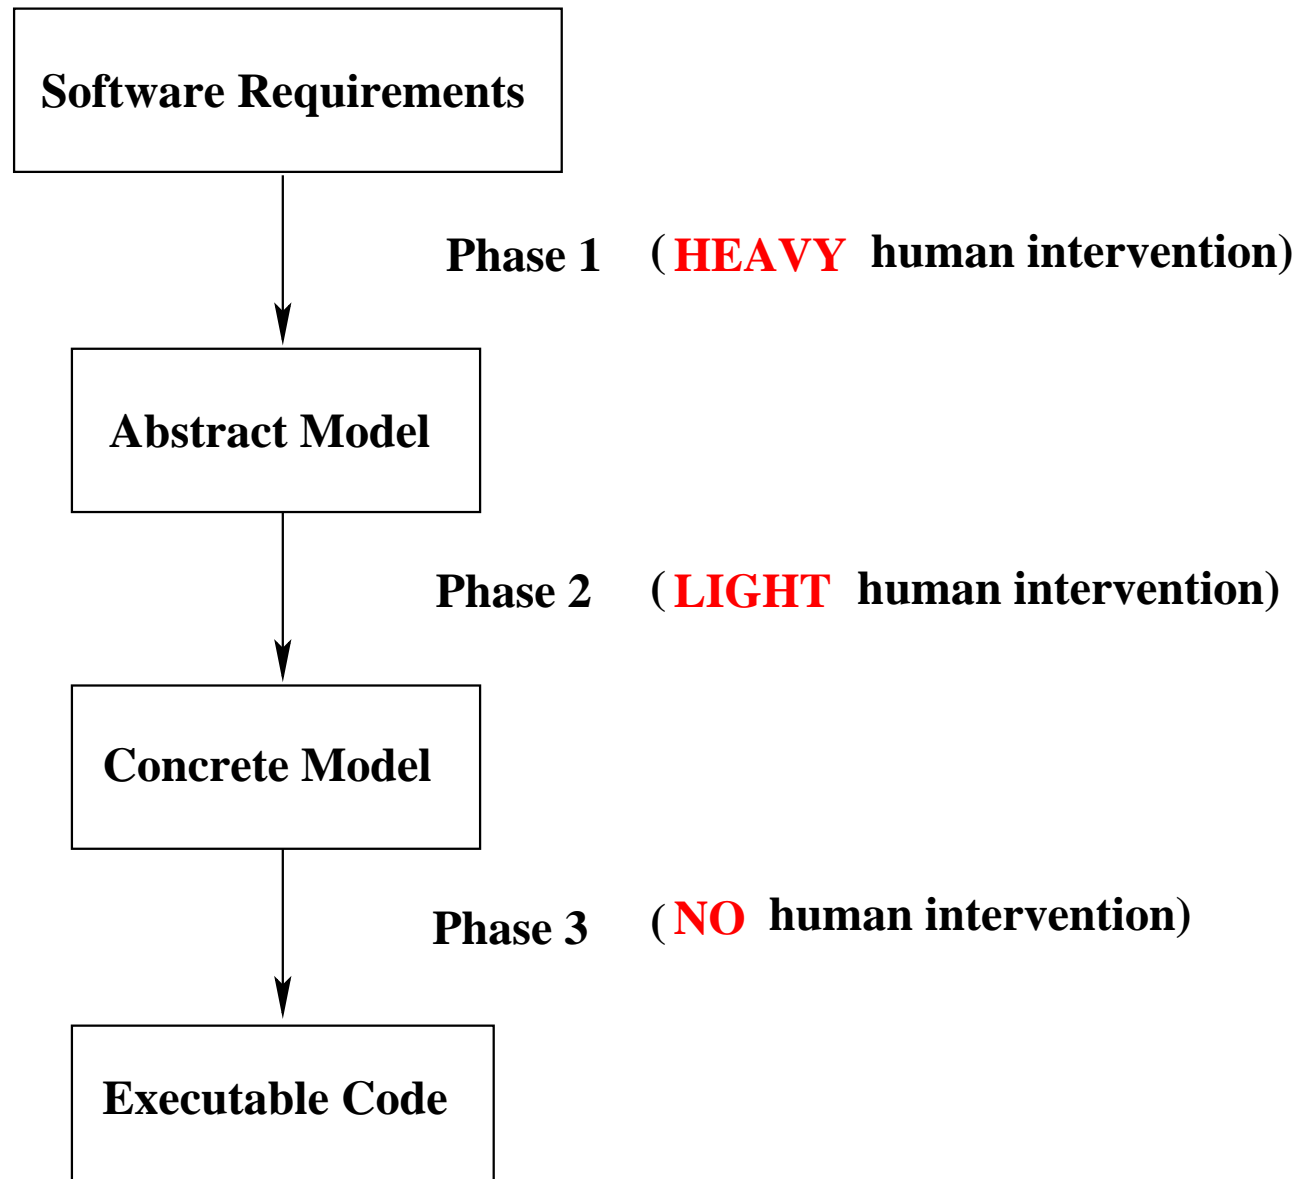 Software Requirements
Phase 1 (HEAVY human intervention)
Abstract Model
Phase 2 (LIGHT human intervention)
Concrete Model
Phase 3 (NO human intervention)
Executable Code